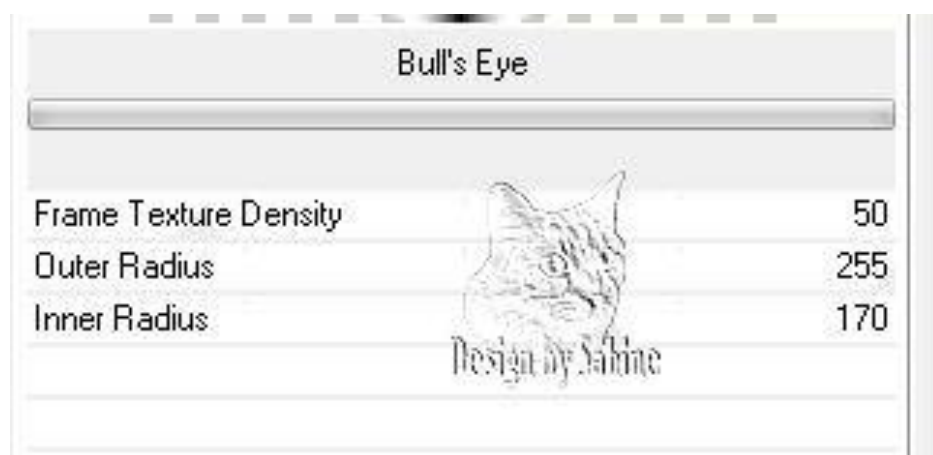 Bull's Eye
Frame Texture Density 50
Outer Radius 255
Inner Radius 170
Design by Sabine